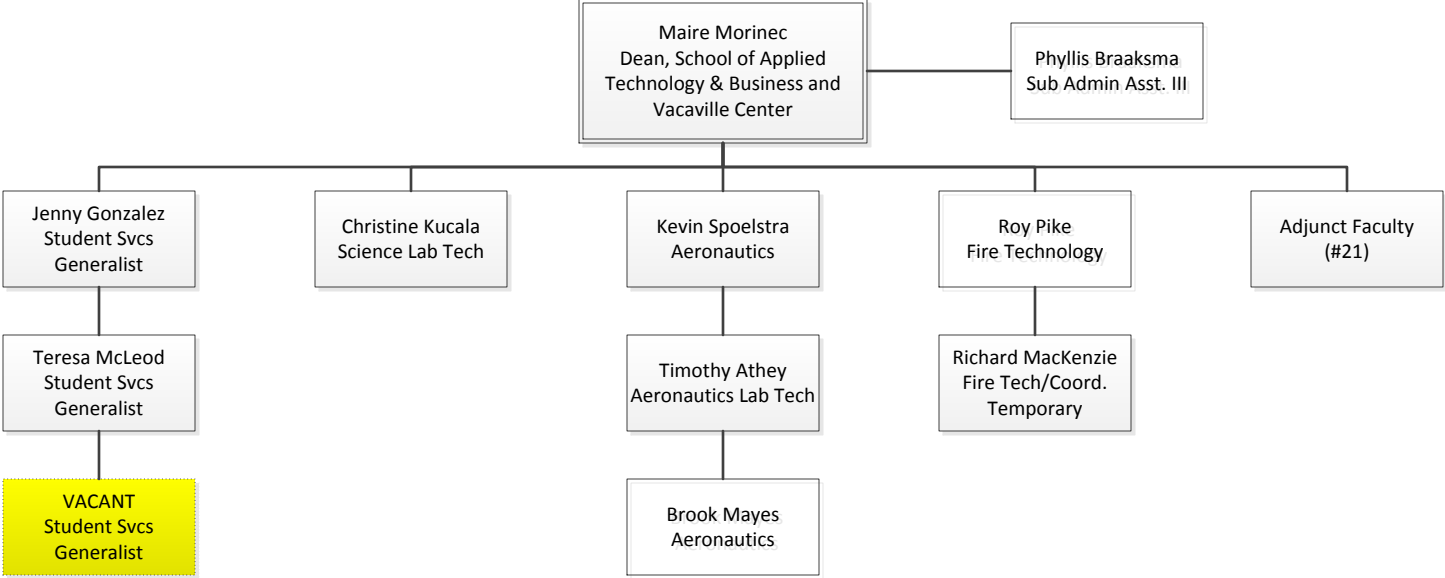 Maire Morinec
Dean, School of Applied
Technology & Business and
Vacaville Center
Phyllis Braaksma
Sub Admin Asst. III
Jenny Gonzalez
Student Svcs
Generalist
Christine Kucala
Science Lab Tech
Kevin Spoelstra
Aeronautics
Roy Pike
Fire Technology
Adjunct Faculty
(#21)
Teresa McLeod
Student Svcs
Generalist
Timothy Athey
Aeronautics Lab Tech
Richard MacKenzie
Fire Tech/Coord.
Temporary
VACANT
Student Svcs
Generalist
Brook Mayes
Aeronautics